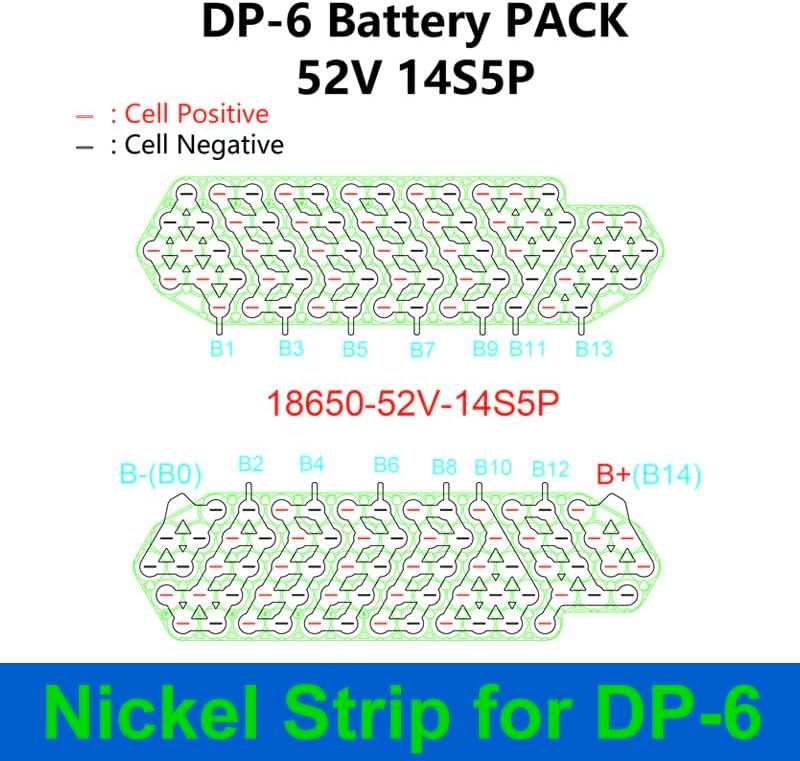 DP-6 Battery PACK
52V 14S5P
— : Cell Positive
— : Cell Negative
B1 B3 B5 B7 B9 B11 B13
18650-52V-14S5P
B-(B0) B2 B4 B6 B8 B10 B12 B+(B14)
Nickel Strip for DP-6